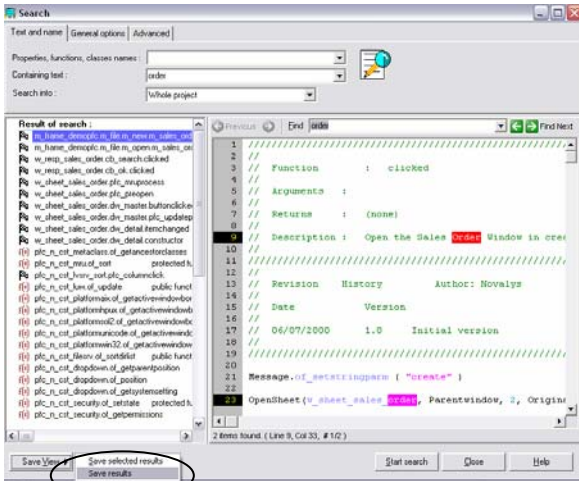 Search
Text and name General options Advanced
Properties, functions, classes names :
Containing text : order
Search into : Whole project
Result of search :
m_frame_demopfc.m_file.m_new.m_sales_ord
m_frame_demopfc.m_file.m_open.m_sales_or
w_resp_sales_order.cb_search.clicked
w_resp_sales_order.cb_ok.clicked
w_sheet_sales_order.pfc_mruprocess
w_sheet_sales_order.pfc_preopen
w_sheet_sales_order.dw_master.buttonclicke
w_sheet_sales_order.dw_master.pfc_updatep
w_sheet_sales_order.dw_detail.itemchanged
w_sheet_sales_order.dw_detail.constructor
pfc_n_cst_metaclass.of_getancestorclasses
pfc_n_cst_mru.of_sort protected fu
pfc_n_cst_lvsrv_sort.pfc_columnclick
pfc_n_cst_luw.of_update public funct
pfc_n_cst_platformaix.of_getactivewindowbor
pfc_n_cst_platformhpux.of_getactivewindowb
pfc_n_cst_platformsol2.of_getactivewindowbo
pfc_n_cst_platformunicode.of_getactivewindc
pfc_n_cst_platformwin32.of_getactivewindow
pfc_n_cst_filesrv.of_sortdirlist public funct
pfc_n_cst_dropdown.of_getparentposition
pfc_n_cst_dropdown.of_position
pfc_n_cst_dropdown.of_getsystemsetting
pfc_n_cst_security.of_setstate protected fu
pfc_n_cst_security.of_getpermissions
Previous Find order Find Next
1 ////////////////////////////////////////////////
2 //
3 // Function : clicked
4 //
5 // Arguments :
6 //
7 // Returns : (none)
8 //
9 // Description : Open the Sales Order Window in crea
10 //
11 ////////////////////////////////////////////////
12 //
13 // Revision History Author: Novalys
14 //
15 // Date Version
16 //
17 // 06/07/2000 1.0 Initial version
18 //
19 ////////////////////////////////////////////////
20
21 Message.of_setstringparm ( "create" )
22
23 OpenSheet(w_sheet_sales_order, Parentwindow, 2, Origina
2 items found. ( Line 9, Col 33, # 1/2 )
Save View Save selected results
Save results
Start search Close Help